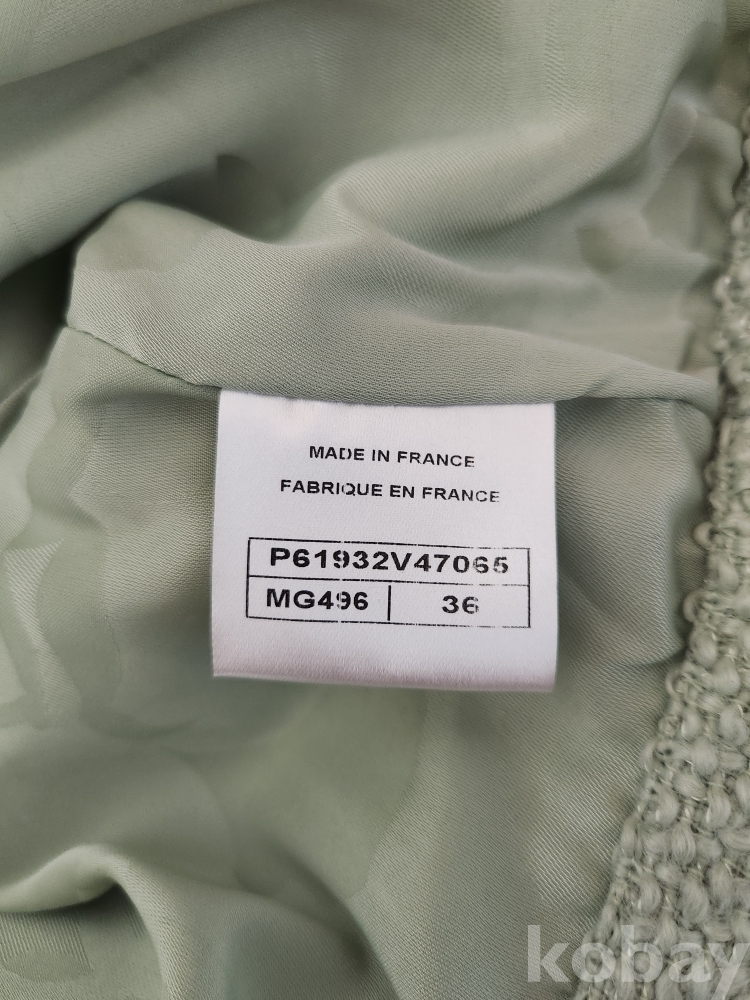 MADE IN FRANCE
FABRIQUE EN FRANCE
P61932V47065
MG496 36
kobay